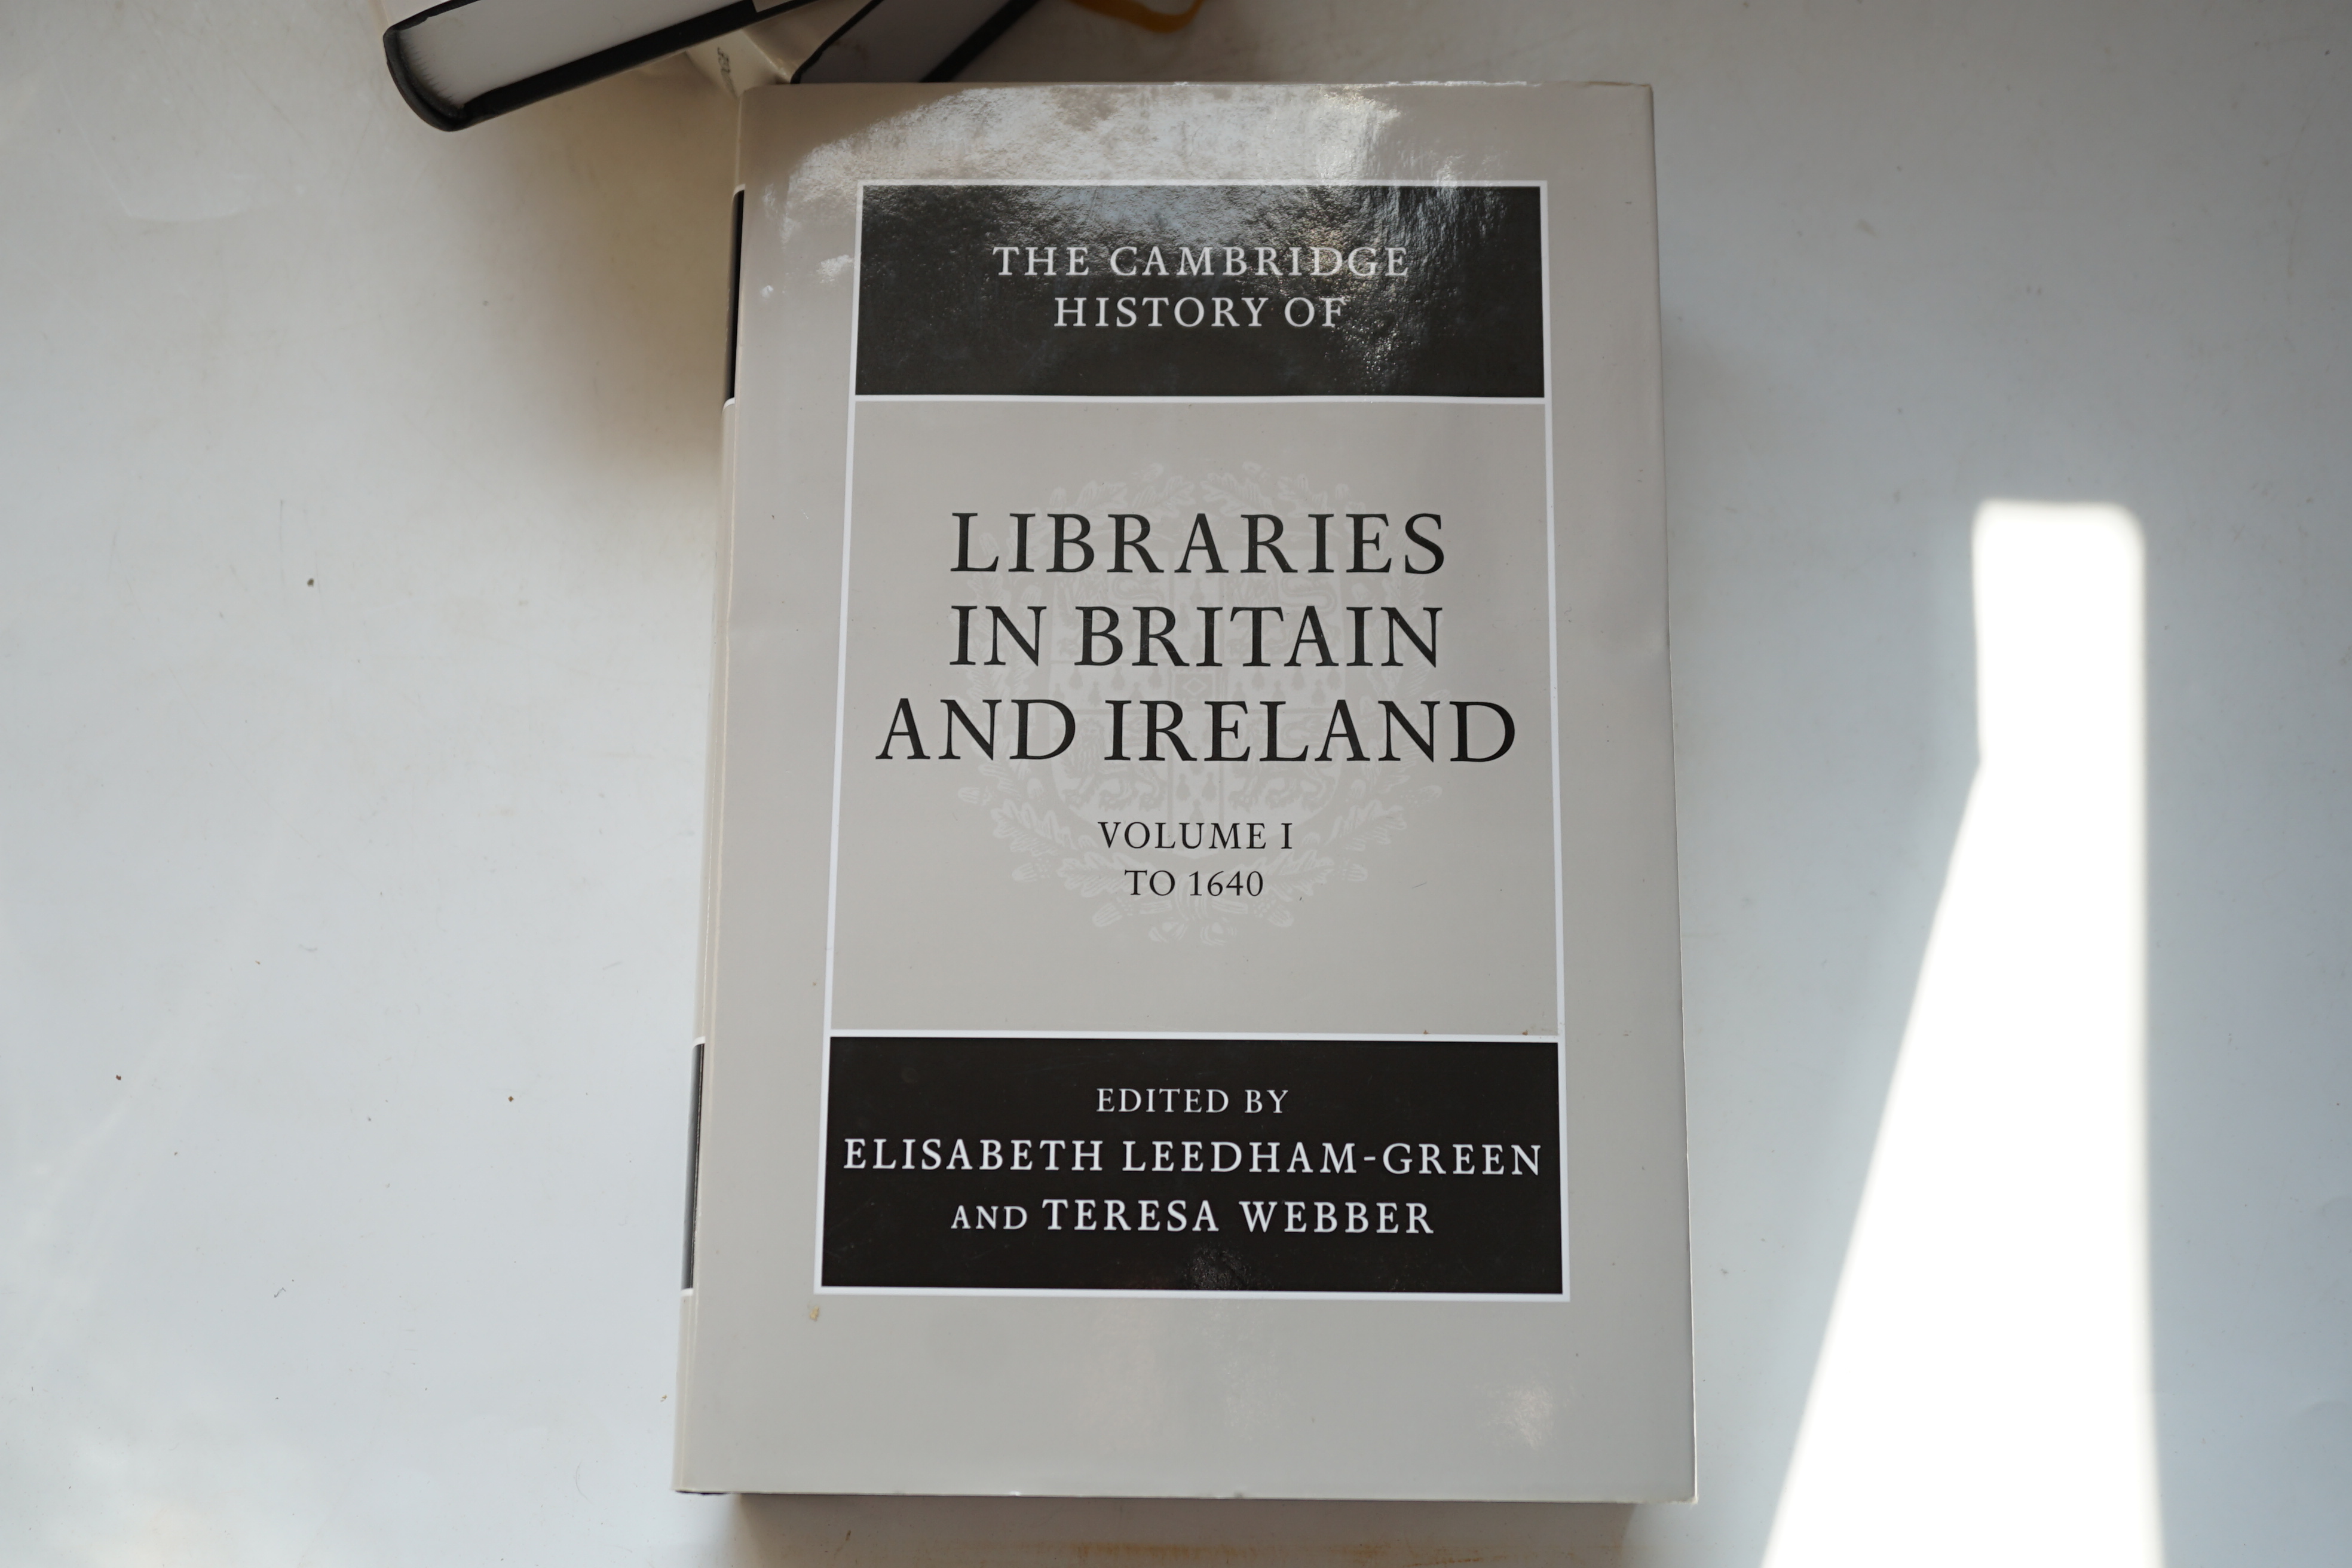 THE CAMBRIDGE
HISTORY OF
LIBRARIES
IN BRITAIN
AND IRELAND
VOLUME I
TO 1640
EDITED BY
ELISABETH LEEDHAM-GREEN
AND TERESA WEBBER